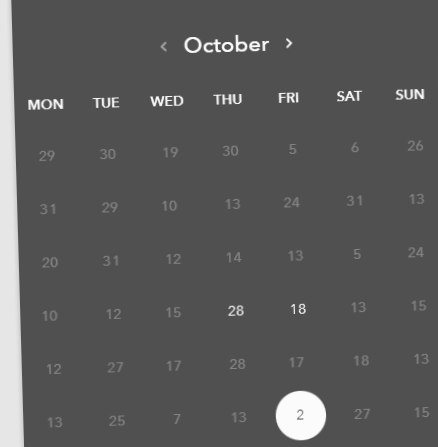 ‹ October ›
MON TUE WED THU FRI SAT SUN
29 30 19 30 5 6 26
31 29 10 13 24 31 13
20 31 12 14 13 5 24
10 12 15 28 18 13 15
12 27 17 28 17 18 13
13 25 7 13 2 27 15